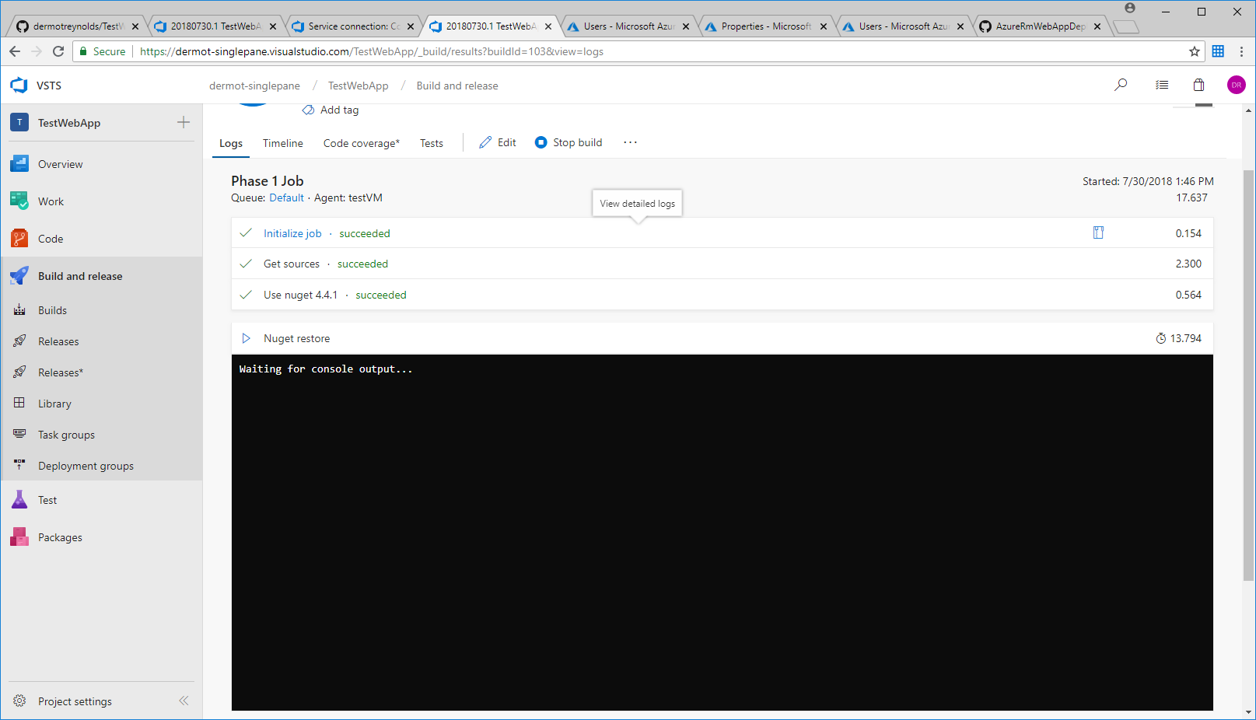 dermotreynolds/TestW
20180730.1 TestWebA
Service connection: Co
20180730.1 TestWebA
Users - Microsoft Azur
Properties - Microsoft
Users - Microsoft Azur
AzureRmWebAppDep
Secure
https://dermot-singlepane.visualstudio.com/TestWebApp/_build/results?buildId=103&view=logs
VSTS
dermot-singlepane / TestWebApp / Build and release
DR
T
TestWebApp
Add tag
Logs Timeline Code coverage* Tests Edit Stop build ...
Overview
Work
Code
Build and release
Builds
Releases
Releases*
Library
Task groups
Deployment groups
Test
Packages
Project settings
Phase 1 Job
Started: 7/30/2018 1:46 PM
Queue: Default · Agent: testVM
17.637
View detailed logs
Initialize job · succeeded 0.154
Get sources · succeeded 2.300
Use nuget 4.4.1 · succeeded 0.564
Nuget restore 13.794
Waiting for console output...